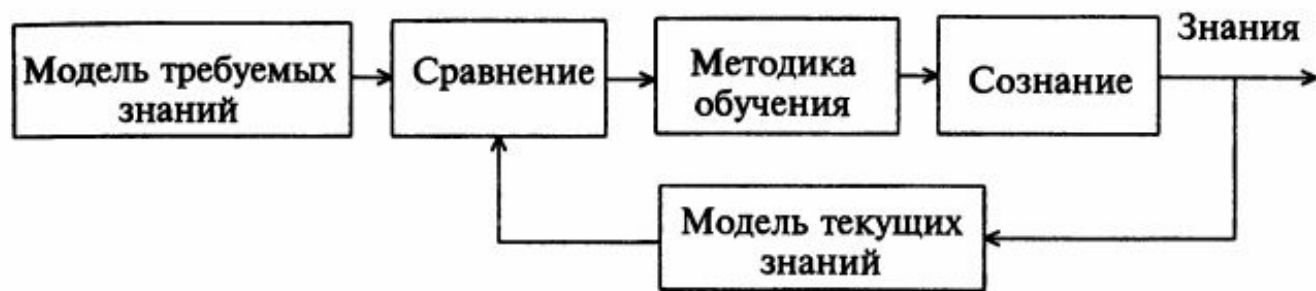 Знания
Модель требуемых
знаний
Сравнение
Методика
обучения
Сознание
Модель текущих
знаний